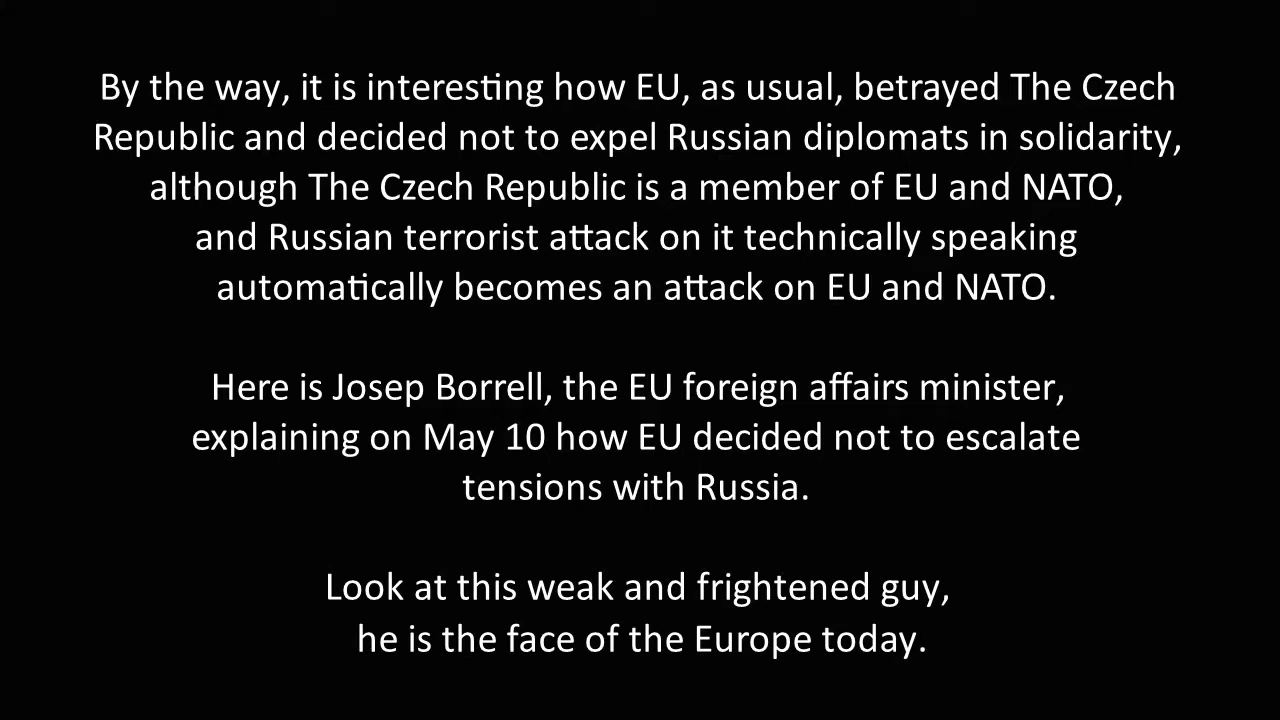 By the way, it is interesting how EU, as usual, betrayed The Czech
Republic and decided not to expel Russian diplomats in solidarity,
although The Czech Republic is a member of EU and NATO,
and Russian terrorist attack on it technically speaking
automatically becomes an attack on EU and NATO.
Here is Josep Borrell, the EU foreign affairs minister,
explaining on May 10 how EU decided not to escalate
tensions with Russia.
Look at this weak and frightened guy,
he is the face of the Europe today.